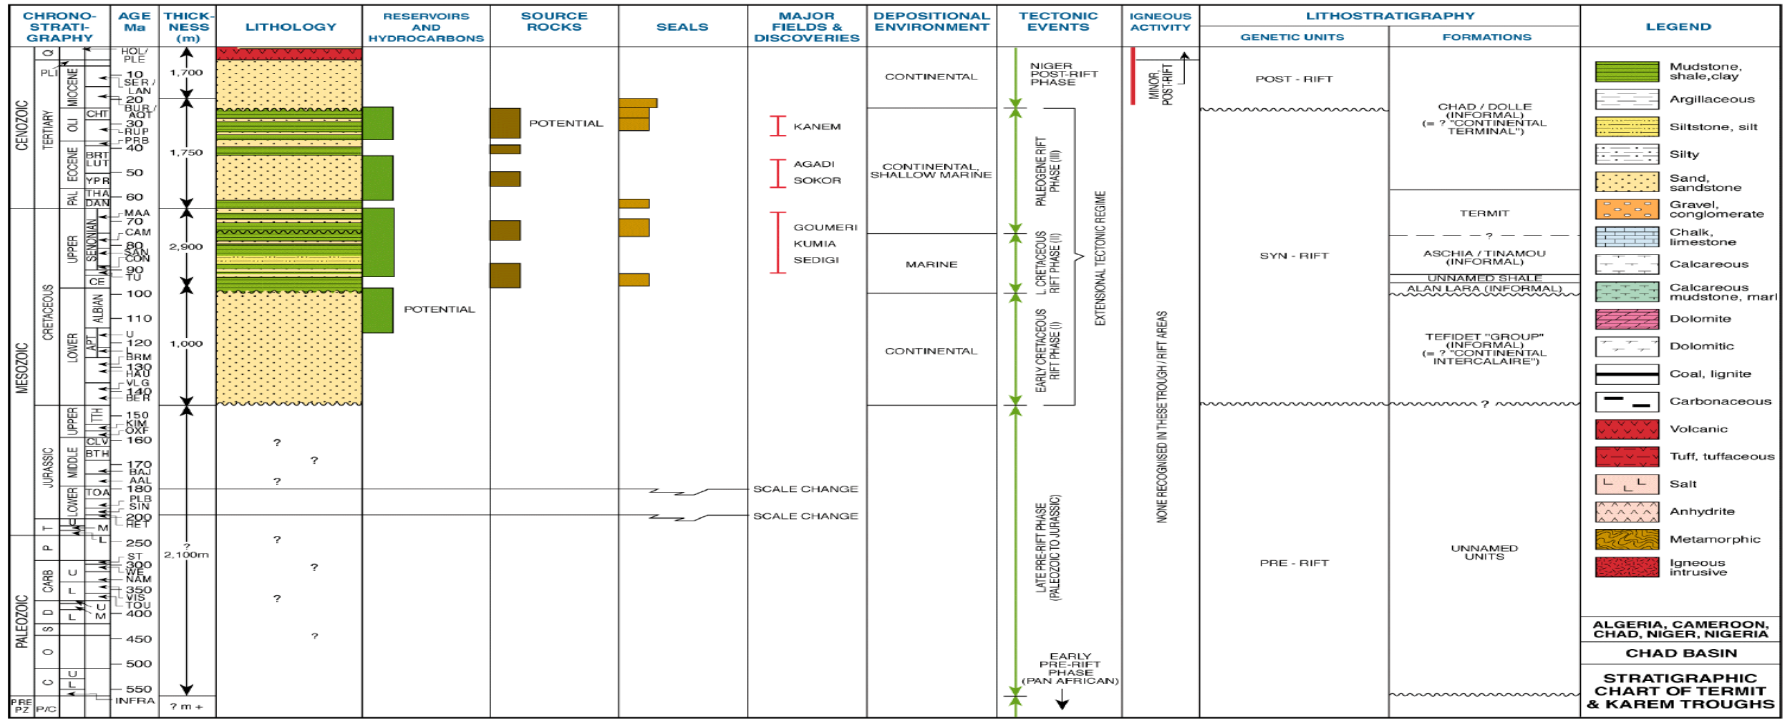 CHRONO-
STRATI-
GRAPHY
AGE
Ma
THICK-
NESS
(m)
LITHOLOGY
RESERVOIRS
AND
HYDROCARBONS
SOURCE
ROCKS
SEALS
MAJOR
FIELDS &
DISCOVERIES
DEPOSITIONAL
ENVIRONMENT
TECTONIC
EVENTS
IGNEOUS
ACTIVITY
LITHOSTRATIGRAPHY
GENETIC UNITS
FORMATIONS
LEGEND
CENOZOIC
MESOZOIC
PALEOZOIC
PRE
PZ
P/C
Q
TERTIARY
CRETACEOUS
JURASSIC
T
P
CARB
D
S
O
C
PLI
MIOCENE
OLI
EOCENE
PAL
UPPER
LOWER
UPPER
MIDDLE
LOWER
U
U
L
L
U
L
CHT
BRT
LUT
YPR
THA
DAN
SENONIAN
CE
ALBIAN
APT
TTH
CLV
BTH
TOA
M
L
U
M
HOL/
PLE
10
SER/
LAN
20
BUR/
AQT
30
RUP
PRB
40
50
60
MAA
70
CAM
80
SAN
CON
90
TU
100
110
U
120
L
BRM
130
HAU
VLG
140
BER
150
KIM
OXF
160
170
BAJ
AAL
180
PLB
SIN
200
HET
250
ST
300
WE
NAM
350
VIS
TOU
400
450
500
550
INFRA
1,700
1,750
2,900
1,000
?
2,100m
? m +
?
?
?
?
?
?
?
POTENTIAL
POTENTIAL
KANEM
AGADI
SOKOR
GOUMERI
KUMIA
SEDIGI
SCALE CHANGE
SCALE CHANGE
CONTINENTAL
CONTINENTAL,
SHALLOW MARINE
MARINE
CONTINENTAL
NIGER
POST-RIFT
PHASE
PALEOGENE RIFT
PHASE (III)
L. CRETACEOUS
RIFT PHASE (II)
EARLY CRETACEOUS
RIFT PHASE (I)
EXTENSIONAL TECTONIC REGIME
LATE PRE-RIFT PHASE
(PALEOZOIC TO JURASSIC)
EARLY
PRE-RIFT
PHASE
(PAN AFRICAN)
MINOR,
POST-RIFT
NONE RECOGNISED IN THESE TROUGH / RIFT AREAS
POST - RIFT
SYN - RIFT
PRE - RIFT
CHAD / DOLLE
(INFORMAL)
(= ? "CONTINENTAL
TERMINAL")
TERMIT
?
ASCHIA / TINAMOU
(INFORMAL)
UNNAMED SHALE
ALAN LARA (INFORMAL)
TEFIDET "GROUP"
(INFORMAL)
(= ? "CONTINENTAL
INTERCALAIRE")
?
UNNAMED
UNITS
Mudstone,
shale,clay
Argillaceous
Siltstone, silt
Silty
Sand,
sandstone
Gravel,
conglomerate
Chalk,
limestone
Calcareous
Calcareous
mudstone, marl
Dolomite
Dolomitic
Coal, lignite
Carbonaceous
Volcanic
Tuff, tuffaceous
Salt
Anhydrite
Metamorphic
Igneous
intrusive
ALGERIA, CAMEROON,
CHAD, NIGER, NIGERIA
CHAD BASIN
STRATIGRAPHIC
CHART OF TERMIT
& KAREM TROUGHS